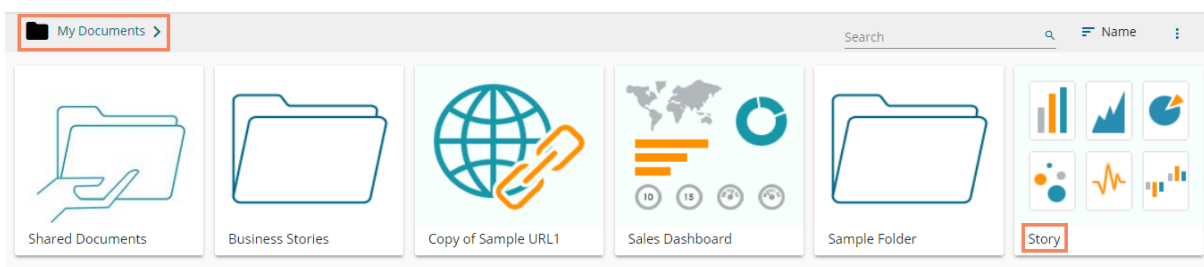 My Documents
Search
Name
10 15
Shared Documents
Business Stories
Copy of Sample URL1
Sales Dashboard
Sample Folder
Story